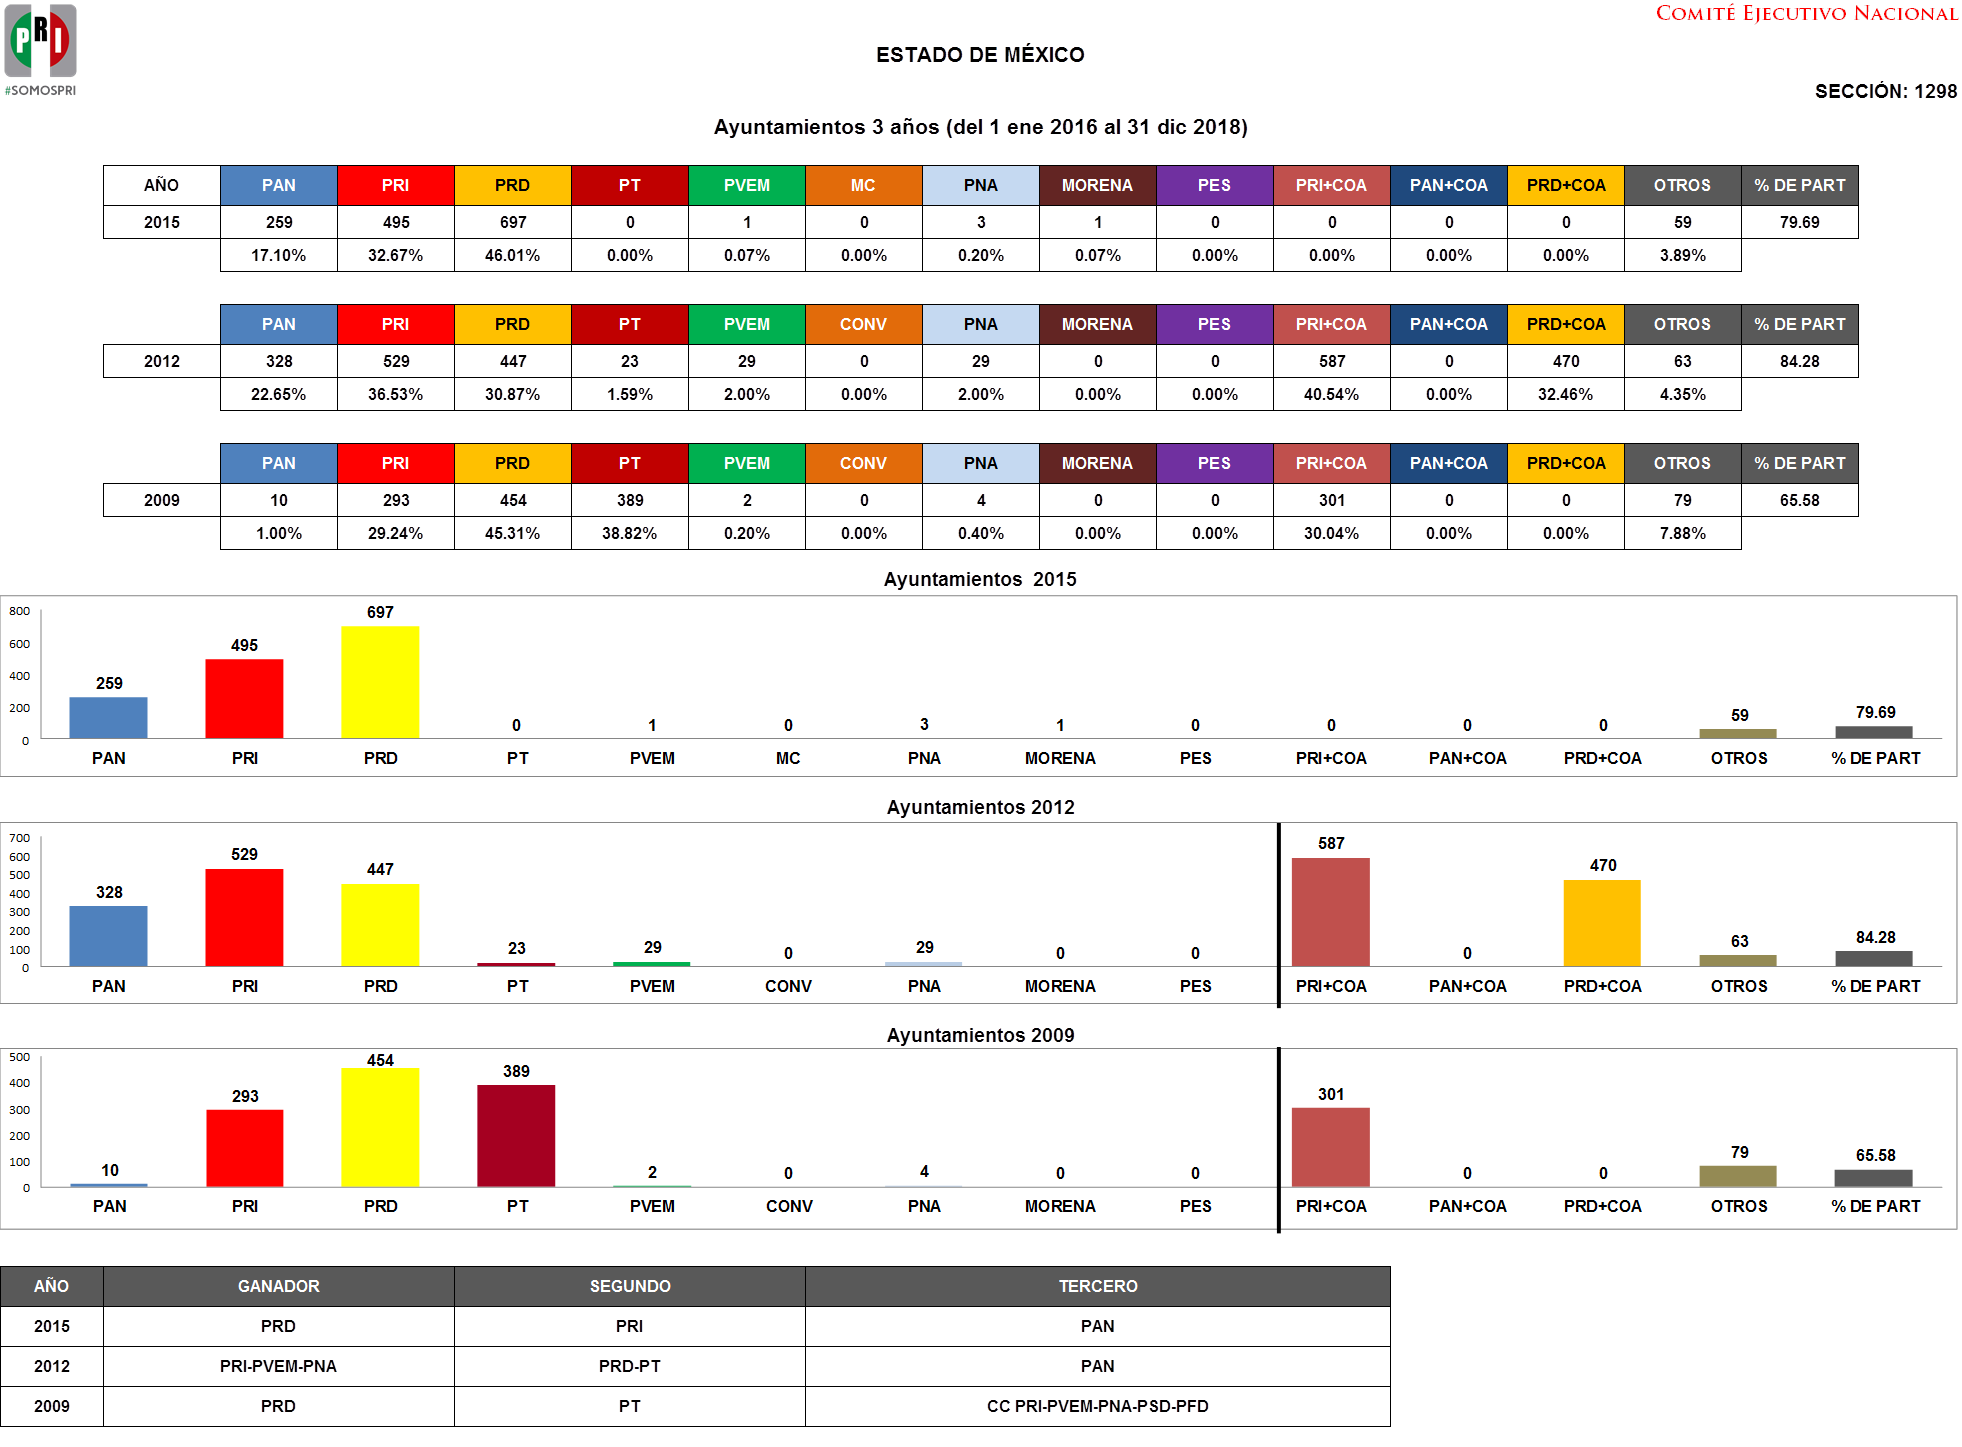 PRI
#SOMOSPRI
COMITÉ EJECUTIVO NACIONAL
ESTADO DE MÉXICO
SECCIÓN: 1298
Ayuntamientos 3 años (del 1 ene 2016 al 31 dic 2018)
AÑO PAN PRI PRD PT PVEM MC PNA MORENA PES PRI+COA PAN+COA PRD+COA OTROS % DE PART
2015 259 495 697 0 1 0 3 1 0 0 0 0 59 79.69
17.10% 32.67% 46.01% 0.00% 0.07% 0.00% 0.20% 0.07% 0.00% 0.00% 0.00% 0.00% 3.89%
PAN PRI PRD PT PVEM CONV PNA MORENA PES PRI+COA PAN+COA PRD+COA OTROS % DE PART
2012 328 529 447 23 29 0 29 0 0 587 0 470 63 84.28
22.65% 36.53% 30.87% 1.59% 2.00% 0.00% 2.00% 0.00% 0.00% 40.54% 0.00% 32.46% 4.35%
PAN PRI PRD PT PVEM CONV PNA MORENA PES PRI+COA PAN+COA PRD+COA OTROS % DE PART
2009 10 293 454 389 2 0 4 0 0 301 0 0 79 65.58
1.00% 29.24% 45.31% 38.82% 0.20% 0.00% 0.40% 0.00% 0.00% 30.04% 0.00% 0.00% 7.88%
Ayuntamientos 2015
800
600
400
200
0
259 495 697 0 1 0 3 1 0 0 0 0 59 79.69
PAN PRI PRD PT PVEM MC PNA MORENA PES PRI+COA PAN+COA PRD+COA OTROS % DE PART
Ayuntamientos 2012
700
600
500
400
300
200
100
0
328 529 447 23 29 0 29 0 0 587 0 470 63 84.28
PAN PRI PRD PT PVEM CONV PNA MORENA PES PRI+COA PAN+COA PRD+COA OTROS % DE PART
Ayuntamientos 2009
500
400
300
200
100
0
10 293 454 389 2 0 4 0 0 301 0 0 79 65.58
PAN PRI PRD PT PVEM CONV PNA MORENA PES PRI+COA PAN+COA PRD+COA OTROS % DE PART
AÑO GANADOR SEGUNDO TERCERO
2015 PRD PRI PAN
2012 PRI-PVEM-PNA PRD-PT PAN
2009 PRD PT CC PRI-PVEM-PNA-PSD-PFD